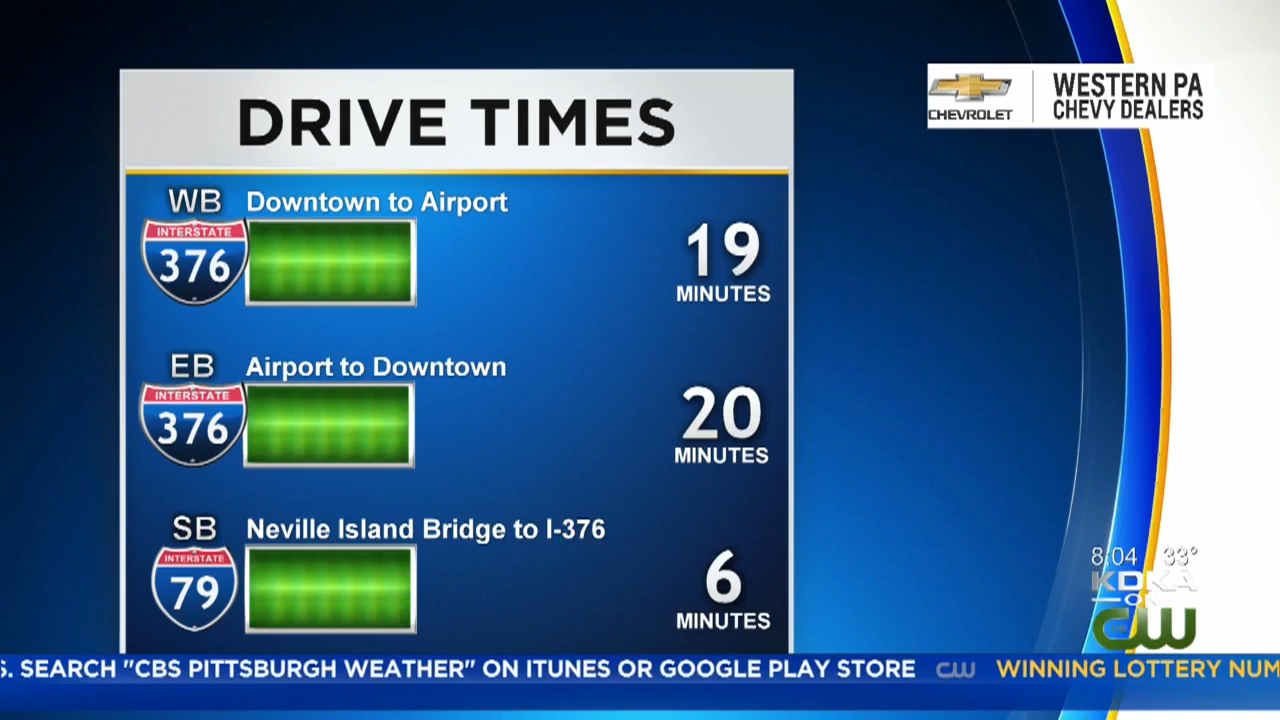 DRIVE TIMES
CHEVROLET
WESTERN PA
CHEVY DEALERS
WB Downtown to Airport
INTERSTATE
376
19
MINUTES
EB Airport to Downtown
INTERSTATE
376
20
MINUTES
SB Neville Island Bridge to I-376
INTERSTATE
79
6
MINUTES
8:04 33°
KDKA
ON
CW
S. SEARCH "CBS PITTSBURGH WEATHER" ON ITUNES OR GOOGLE PLAY STORE CW WINNING LOTTERY NUM